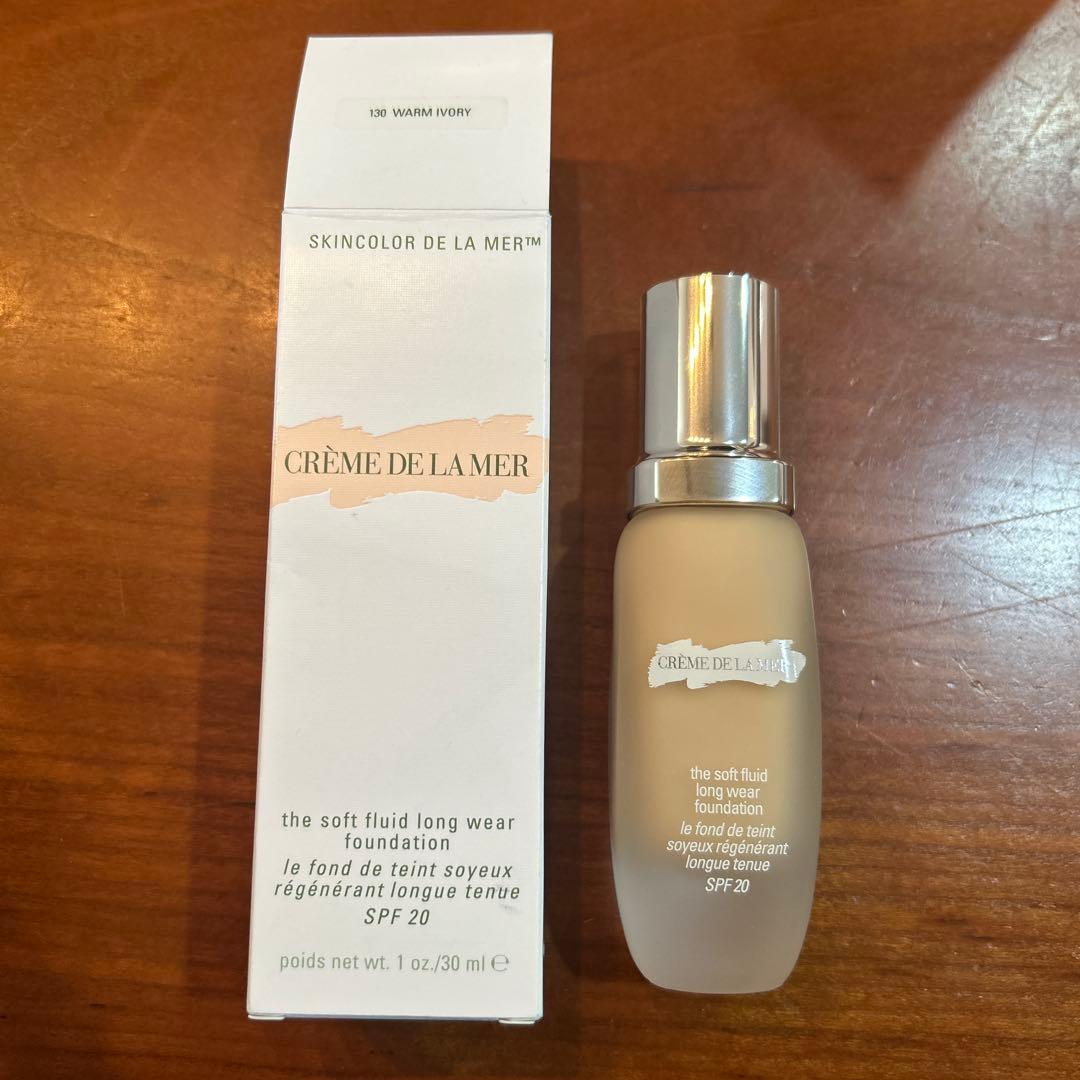 130 WARM IVORY
SKINCOLOR DE LA MER™
CRÈME DE LA MER
the soft fluid long wear
foundation
le fond de teint soyeux
régénérant longue tenue
SPF 20
poids net wt. 1 oz./30 ml ℮
CRÈME DE LA MER
the soft fluid
long wear
foundation
le fond de teint
soyeux régénérant
longue tenue
SPF 20